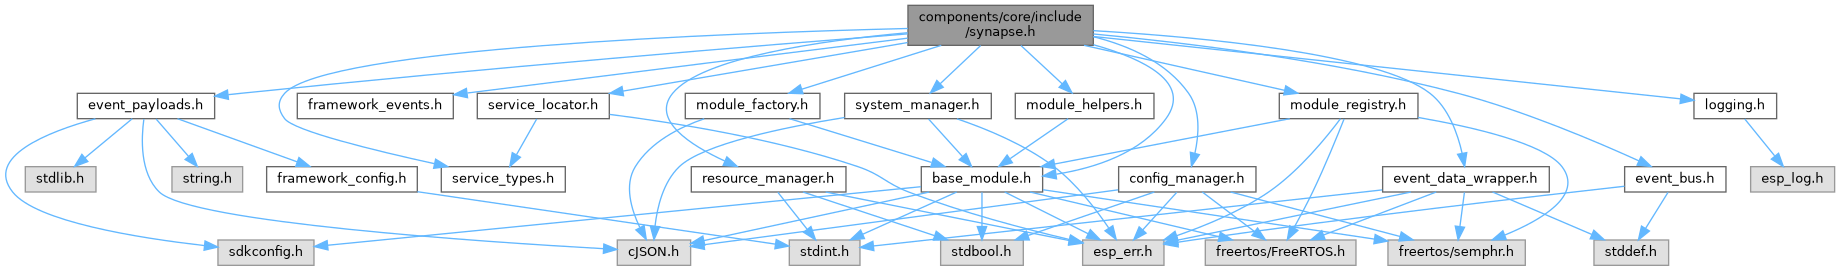 components/core/include
/synapse.h
event_payloads.h
framework_events.h
service_locator.h
module_factory.h
system_manager.h
module_helpers.h
module_registry.h
logging.h
stdlib.h
string.h
framework_config.h
service_types.h
resource_manager.h
base_module.h
config_manager.h
event_data_wrapper.h
event_bus.h
esp_log.h
sdkconfig.h
cJSON.h
stdint.h
stdbool.h
esp_err.h
freertos/FreeRTOS.h
freertos/semphr.h
stddef.h